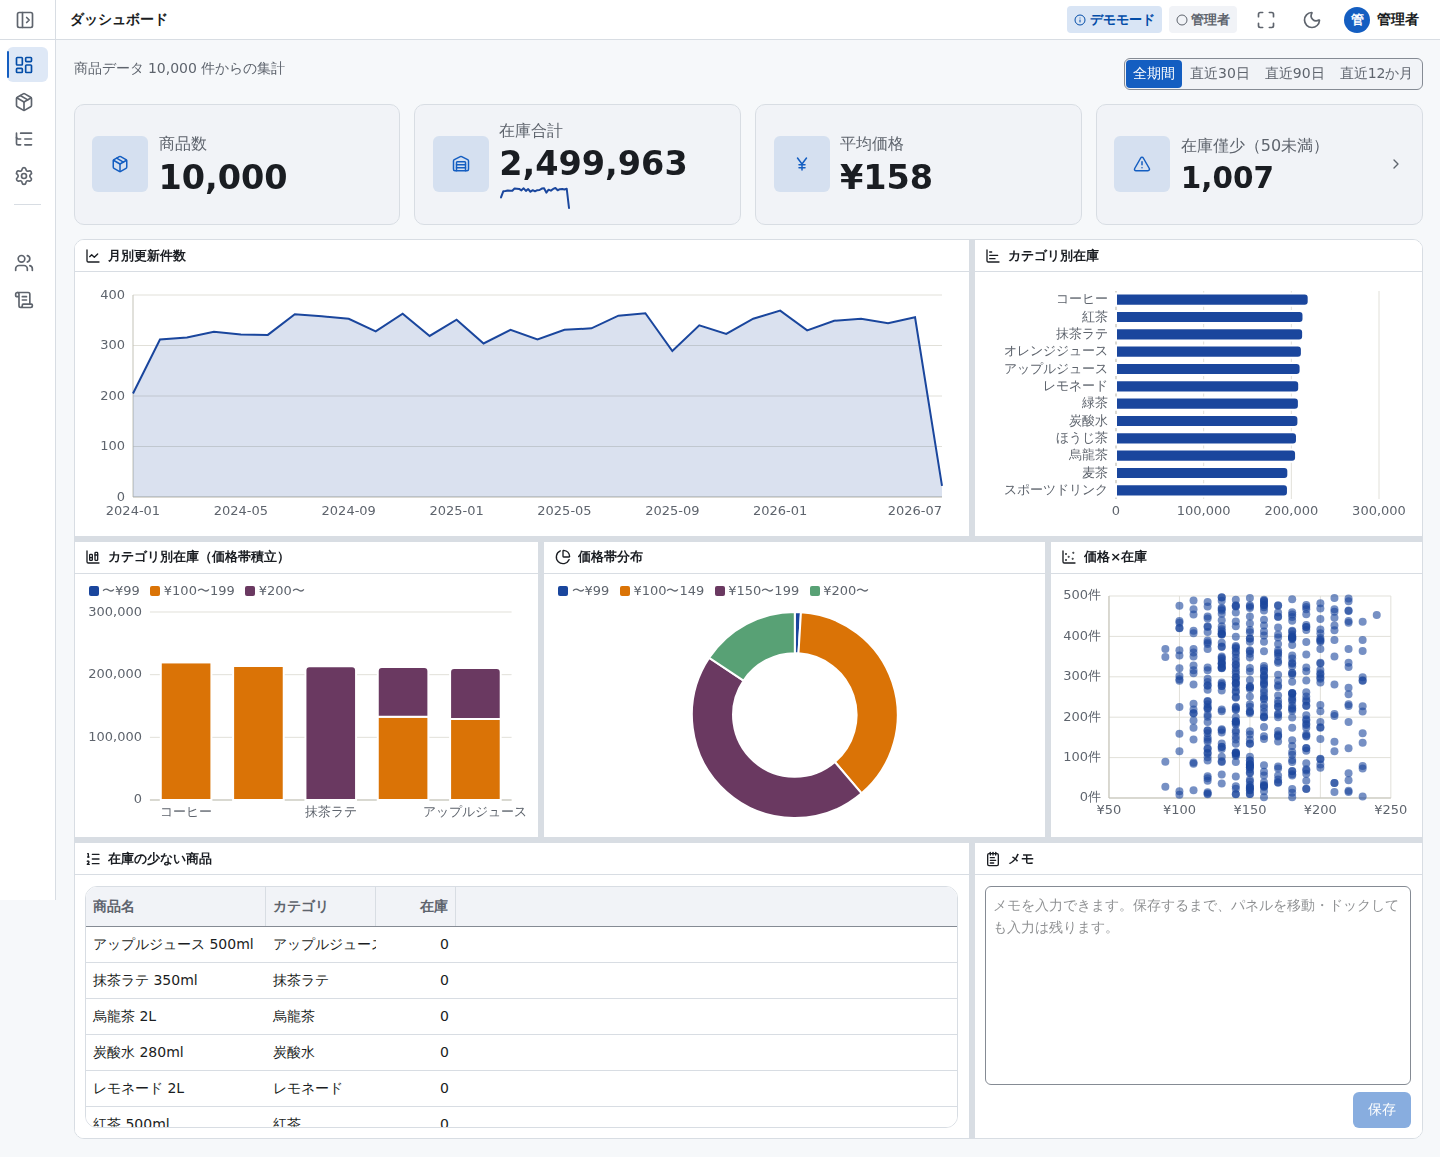 ダッシュボード
デモモード
管理者
管 管理者
商品データ 10,000 件からの集計
全期間 直近30日 直近90日 直近12か月
商品数
10,000
在庫合計
2,499,963
平均価格
¥158
在庫僅少（50未満）
1,007
月別更新件数
400
300
200
100
0
2024-01 2024-05 2024-09 2025-01 2025-05 2025-09 2026-01 2026-07
カテゴリ別在庫
コーヒー
紅茶
抹茶ラテ
オレンジジュース
アップルジュース
レモネード
緑茶
炭酸水
ほうじ茶
烏龍茶
麦茶
スポーツドリンク
0 100,000 200,000 300,000
カテゴリ別在庫（価格帯積立）
〜¥99 ¥100〜199 ¥200〜
300,000
200,000
100,000
0
コーヒー 抹茶ラテ アップルジュース
価格帯分布
〜¥99 ¥100〜149 ¥150〜199 ¥200〜
価格×在庫
500件
400件
300件
200件
100件
0件
¥50 ¥100 ¥150 ¥200 ¥250
在庫の少ない商品
商品名 カテゴリ 在庫
アップルジュース 500ml アップルジュース 0
抹茶ラテ 350ml 抹茶ラテ 0
烏龍茶 2L 烏龍茶 0
炭酸水 280ml 炭酸水 0
レモネード 2L レモネード 0
紅茶 500ml 紅茶 0
メモ
メモを入力できます。保存するまで、パネルを移動・ドックして
も入力は残ります。
保存